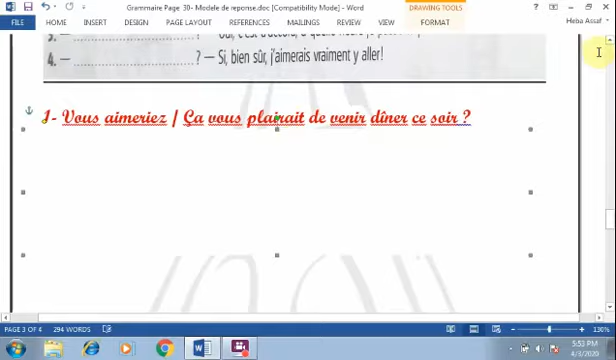 Grammaire Page 30- Modele de reponse.doc [Compatibility Mode] - Word
DRAWING TOOLS
FILE HOME INSERT DESIGN PAGE LAYOUT REFERENCES MAILINGS REVIEW VIEW FORMAT Heba Assaf
4. — ? — Si, bien sûr, j'aimerais vraiment y aller!
1- Vous aimeriez / Ça vous plairait de venir dîner ce soir ?
PAGE 3 OF 4 294 WORDS 130%
5:53 PM
4/3/2020